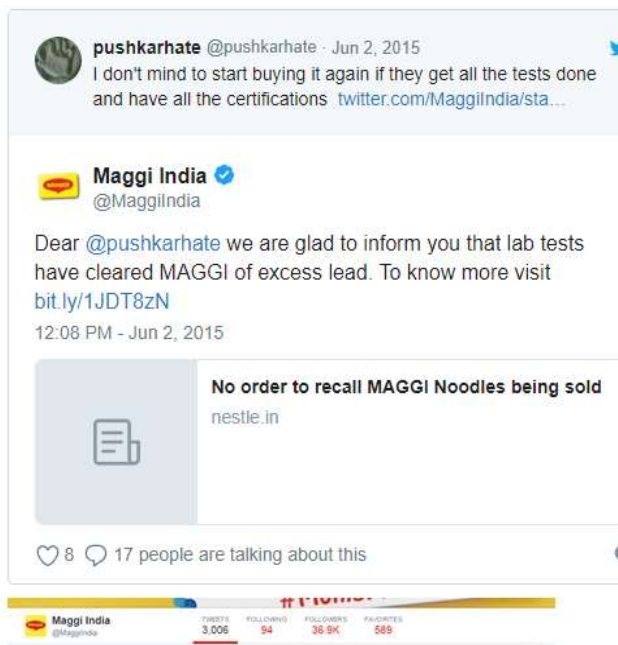 pushkarhate @pushkarhate · Jun 2, 2015
I don't mind to start buying it again if they get all the tests done
and have all the certifications twitter.com/MaggiIndia/sta…
Maggi India
@MaggiIndia
Dear @pushkarhate we are glad to inform you that lab tests
have cleared MAGGI of excess lead. To know more visit
bit.ly/1JDT8zN
12:08 PM - Jun 2, 2015
No order to recall MAGGI Noodles being sold
nestle.in
8 17 people are talking about this
Maggi India TWEETS FOLLOWING FOLLOWERS FAVORITES
@MaggiIndia 3,006 94 36.9K 589